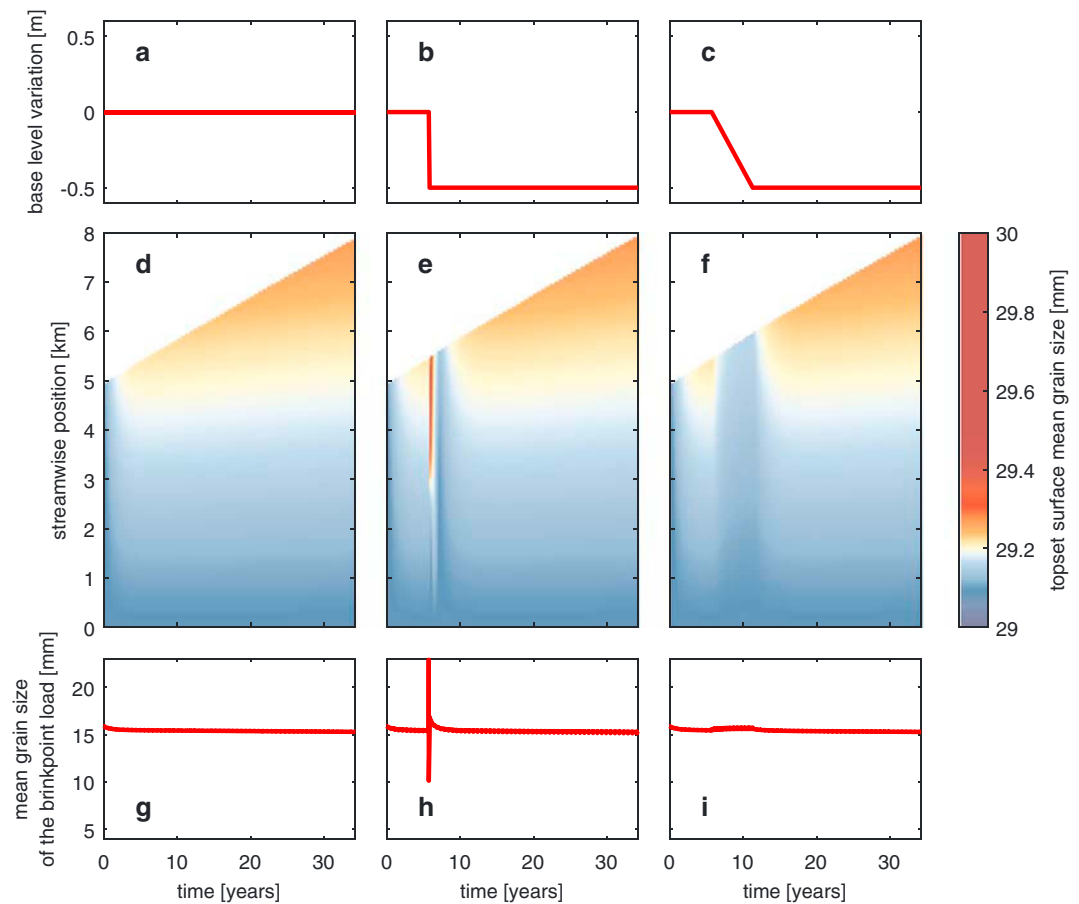 a
b
c
base level variation [m]
0.5
0
-0.5
d
e
f
streamwise position [km]
8
7
6
5
4
3
2
1
0
30
29.8
29.6
29.4
29.2
29
topset surface mean grain size [mm]
g
h
i
mean grain size
of the brinkpoint load [mm]
20
15
10
5
0 10 20 30
0 10 20 30
0 10 20 30
time [years]
time [years]
time [years]